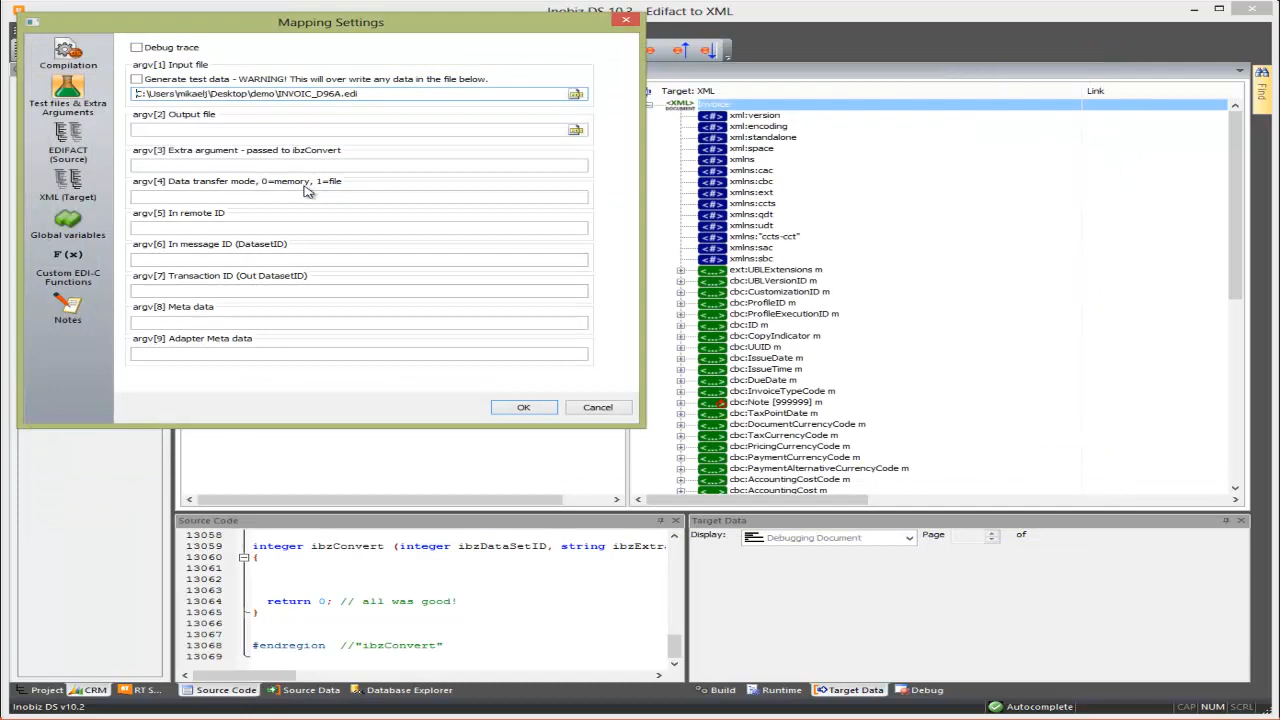 Inobiz DS 10.3 - Edifact to XML
Mapping Settings
Compilation
Test files & Extra
Arguments
EDIFACT
(Source)
XML (Target)
Global variables
F(x)
Custom EDI-C
Functions
Notes
Debug trace
argv[1] Input file
Generate test data - WARNING! This will over write any data in the file below.
C:\Users\mikaelj\Desktop\demo\INVOIC_D96A.edi
argv[2] Output file
argv[3] Extra argument - passed to ibzConvert
argv[4] Data transfer mode, 0=memory, 1=file
argv[5] In remote ID
argv[6] In message ID (DatasetID)
argv[7] Transaction ID (Out DatasetID)
argv[8] Meta data
argv[9] Adapter Meta data
OK
Cancel
Target: XML
Link
Find
<XML>
DOCUMENT
Invoice
<#> xml:version
<#> xml:encoding
<#> xml:standalone
<#> xml:space
<#> xmlns
<#> xmlns:cac
<#> xmlns:cbc
<#> xmlns:ext
<#> xmlns:ccts
<#> xmlns:qdt
<#> xmlns:udt
<#> xmlns:"ccts-cct"
<#> xmlns:sac
<#> xmlns:sbc
<...> ext:UBLExtensions m
<...> cbc:UBLVersionID m
<...> cbc:CustomizationID m
<...> cbc:ProfileID m
<...> cbc:ProfileExecutionID m
<...> cbc:ID m
<...> cbc:CopyIndicator m
<...> cbc:UUID m
<...> cbc:IssueDate m
<...> cbc:IssueTime m
<...> cbc:DueDate m
<...> cbc:InvoiceTypeCode m
<...> cbc:Note [999999] m
<...> cbc:TaxPointDate m
<...> cbc:DocumentCurrencyCode m
<...> cbc:TaxCurrencyCode m
<...> cbc:PricingCurrencyCode m
<...> cbc:PaymentCurrencyCode m
<...> cbc:PaymentAlternativeCurrencyCode m
<...> cbc:AccountingCostCode m
<...> cbc:AccountingCost m
Source Code
13058
13059 integer ibzConvert (integer ibzDataSetID, string ibzExtr
13060 {
13061
13062
13063
13064 return 0; // all was good!
13065 }
13066
13067
13068 #endregion //"ibzConvert"
13069
Target Data
Display:
Debugging Document
Page
of
Project
CRM
RT S...
Source Code
Source Data
Database Explorer
Build
Runtime
Target Data
Debug
Inobiz DS v10.2
Autocomplete
CAP NUM SCRL